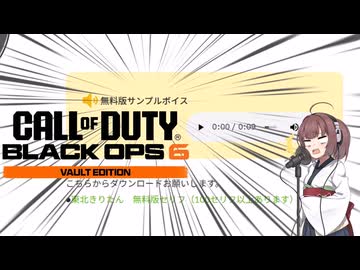 無料版サンプルボイス
CALL OF DUTY®
BLACK OPS 6
VAULT EDITION
0:00 / 0:00
こちらからダウンロードお願いします。
●東北きりたん 無料版セリフ（100セリフ以上あります）